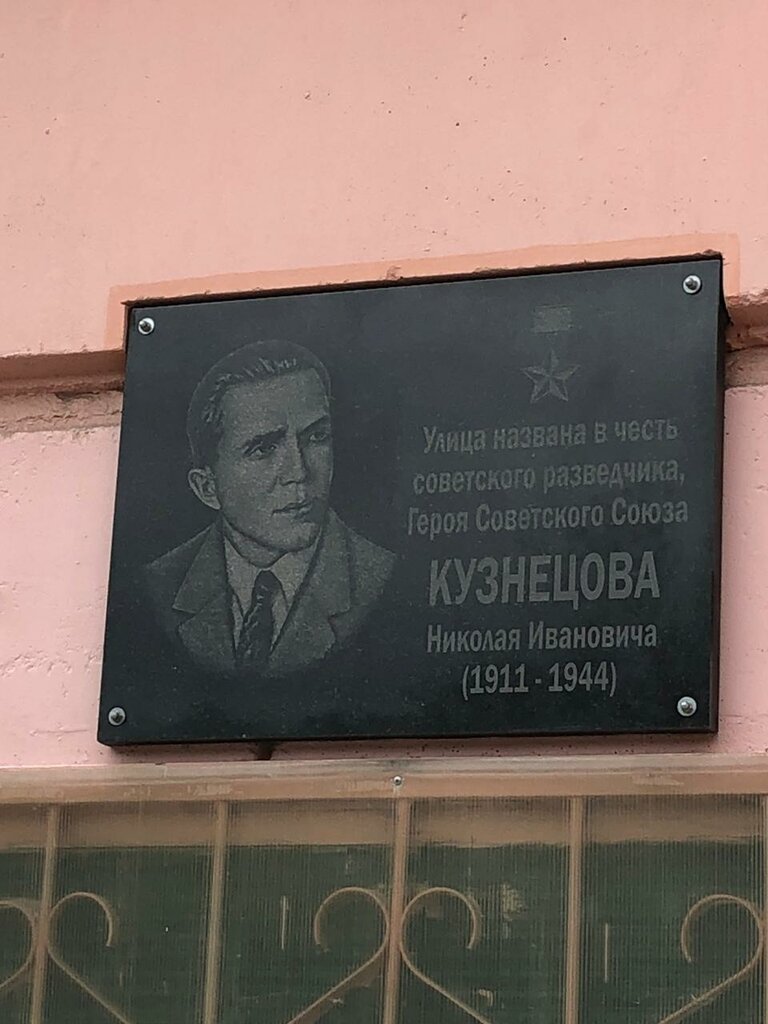 Улица названа в честь
советского разведчика,
Героя Советского Союза
КУЗНЕЦОВА
Николая Ивановича
(1911 - 1944)